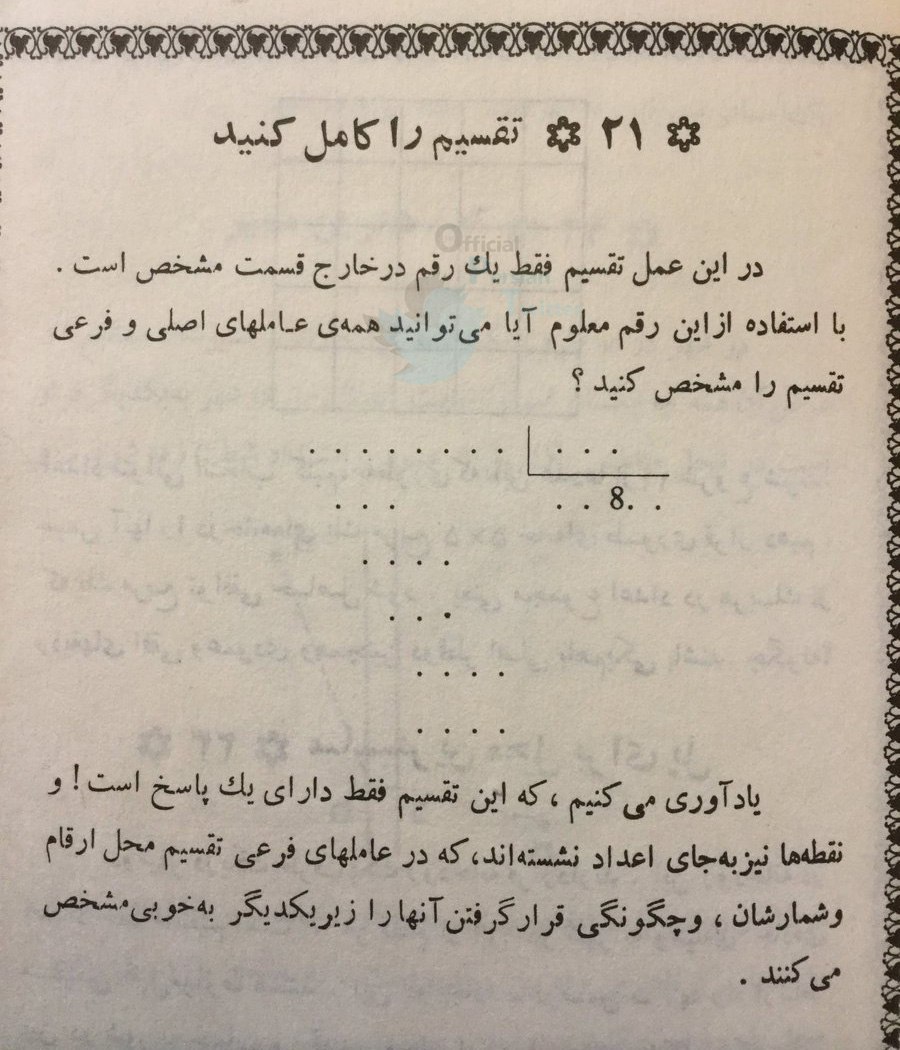 ۲۱ تقسیم را کامل کنید
Official
در این عمل تقسیم فقط یك رقم درخارج قسمت مشخص است .
با استفاده ازاین رقم معلوم آیا می‌توانید همه‌ی عاملهای اصلی و فرعی
تقسیم را مشخص کنید ؟
. . . . . . . . . . .
. . . . . 8 . .
. . . .
. . .
. . . .
. . . .
یادآوری می‌کنیم ، که این تقسیم فقط دارای یك پاسخ است! و
نقطه‌ها نیزبه‌جای اعداد نشسته‌اند، که در عاملهای فرعی تقسیم محل ارقام
وشمارشان ، وچگونگی قرارگرفتن‌آنهارا زیریکدیگر به‌خوبی‌مشخص
می‌کنند .